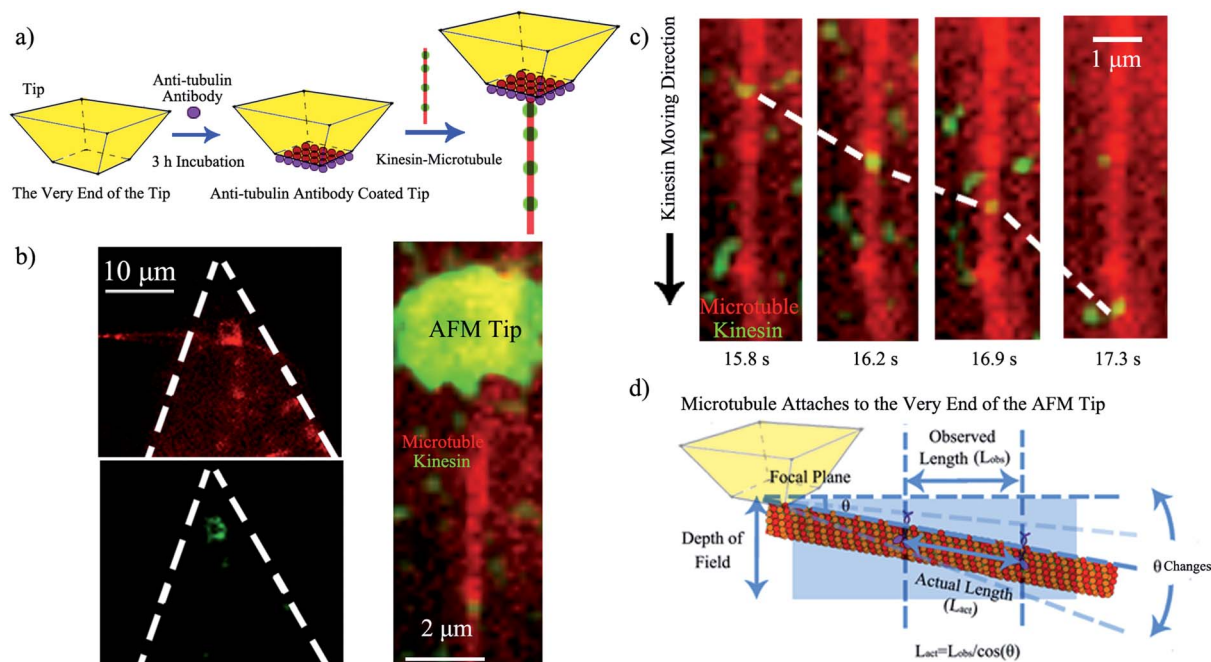 a)
Tip
Anti-tubulin
Antibody
3 h Incubation
Kinesin-Microtubule
The Very End of the Tip
Anti-tubulin Antibody Coated Tip
b)
10 μm
AFM Tip
Microtuble
Kinesin
2 μm
c)
Kinesin Moving Direction
1 μm
Microtuble
Kinesin
15.8 s
16.2 s
16.9 s
17.3 s
d)
Microtubule Attaches to the Very End of the AFM Tip
Observed
Length (Lobs)
Focal Plane
θ
Depth of
Field
Actual Length
(Lact)
θ Changes
Lact=Lobs/cos(θ)